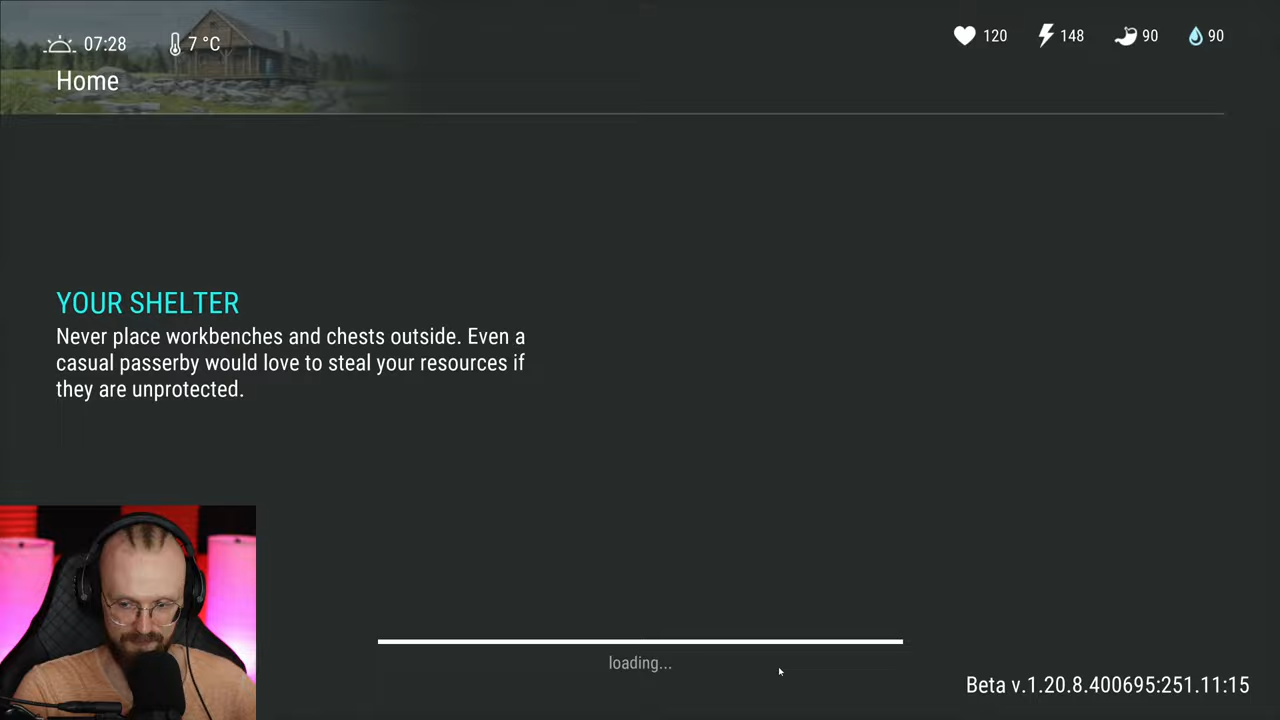 07:28 7 °C 120 148 90 90
Home
YOUR SHELTER
Never place workbenches and chests outside. Even a
casual passerby would love to steal your resources if
they are unprotected.
loading...
Beta v.1.20.8.400695:251.11:15